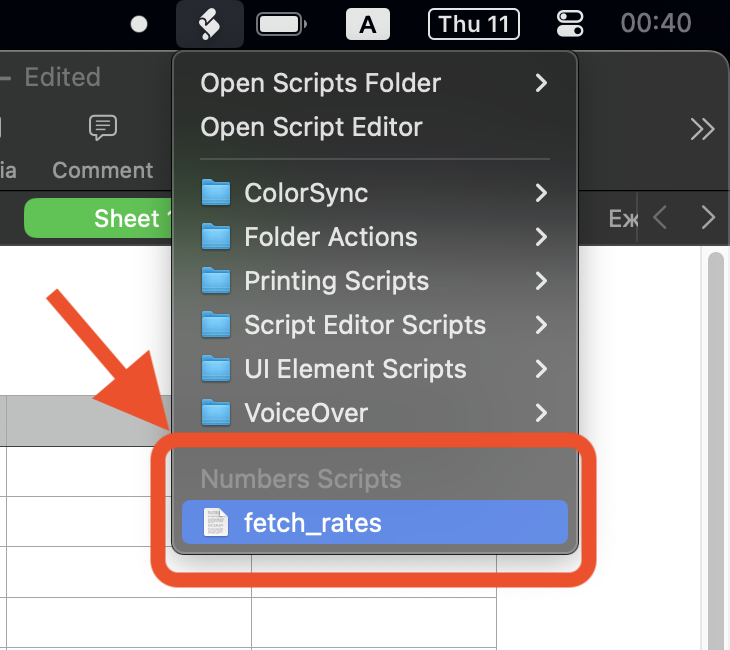 A
Thu 11
00:40
– Edited
Open Scripts Folder
Open Script Editor
ia
Comment
ColorSync
Sheet 1
Еж
Folder Actions
Printing Scripts
Script Editor Scripts
UI Element Scripts
VoiceOver
Numbers Scripts
fetch_rates